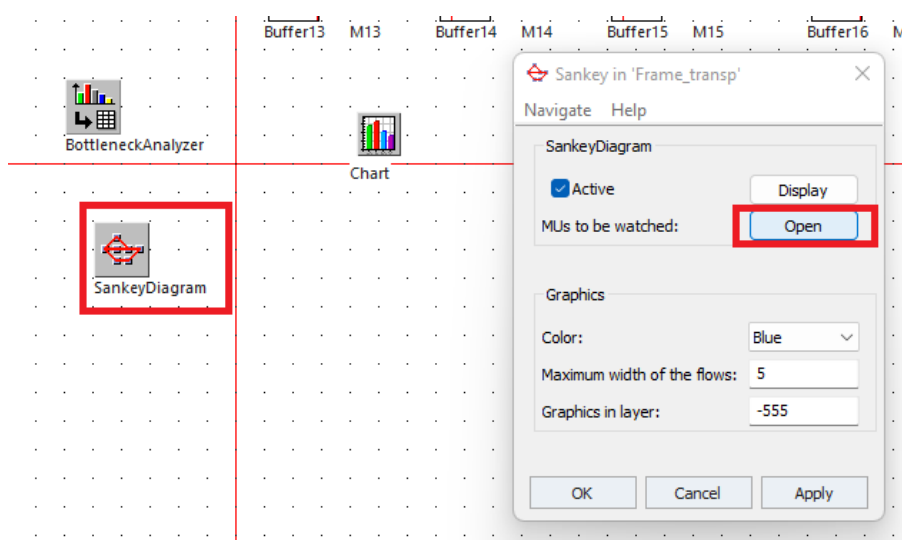 Buffer13 M13 Buffer14 M14 Buffer15 M15 Buffer16
BottleneckAnalyzer
Chart
SankeyDiagram
Sankey in 'Frame_transp'
Navigate Help
SankeyDiagram
Active Display
MUs to be watched: Open
Graphics
Color: Blue
Maximum width of the flows: 5
Graphics in layer: -555
OK Cancel Apply